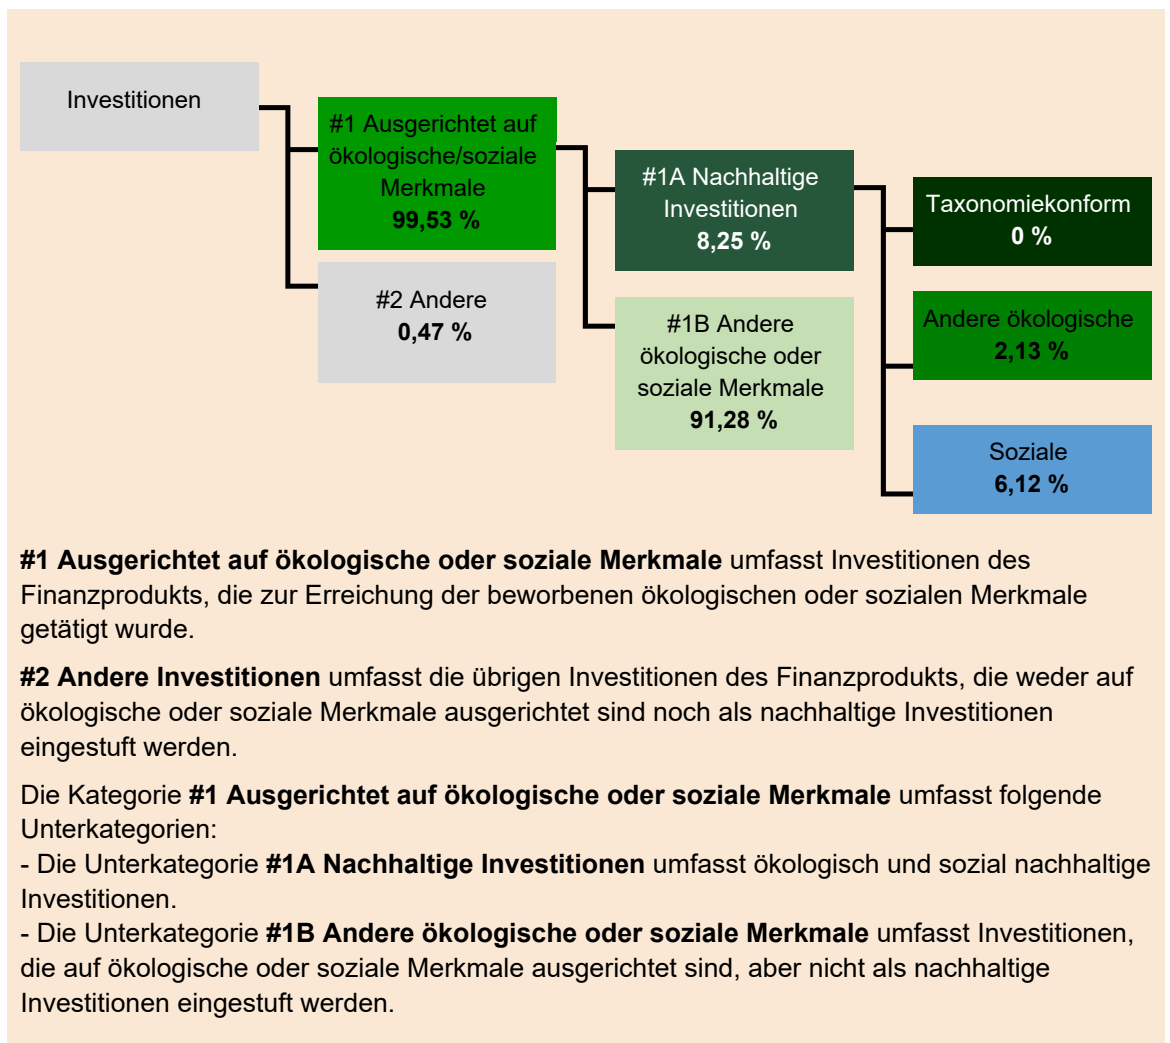 Investitionen
#1 Ausgerichtet auf
ökologische/soziale
Merkmale
99,53 %
#2 Andere
0,47 %
#1A Nachhaltige
Investitionen
8,25 %
#1B Andere
ökologische oder
soziale Merkmale
91,28 %
Taxonomiekonform
0 %
Andere ökologische
2,13 %
Soziale
6,12 %
#1 Ausgerichtet auf ökologische oder soziale Merkmale umfasst Investitionen des
Finanzprodukts, die zur Erreichung der beworbenen ökologischen oder sozialen Merkmale
getätigt wurde.
#2 Andere Investitionen umfasst die übrigen Investitionen des Finanzprodukts, die weder auf
ökologische oder soziale Merkmale ausgerichtet sind noch als nachhaltige Investitionen
eingestuft werden.
Die Kategorie #1 Ausgerichtet auf ökologische oder soziale Merkmale umfasst folgende
Unterkategorien:
- Die Unterkategorie #1A Nachhaltige Investitionen umfasst ökologisch und sozial nachhaltige
Investitionen.
- Die Unterkategorie #1B Andere ökologische oder soziale Merkmale umfasst Investitionen,
die auf ökologische oder soziale Merkmale ausgerichtet sind, aber nicht als nachhaltige
Investitionen eingestuft werden.